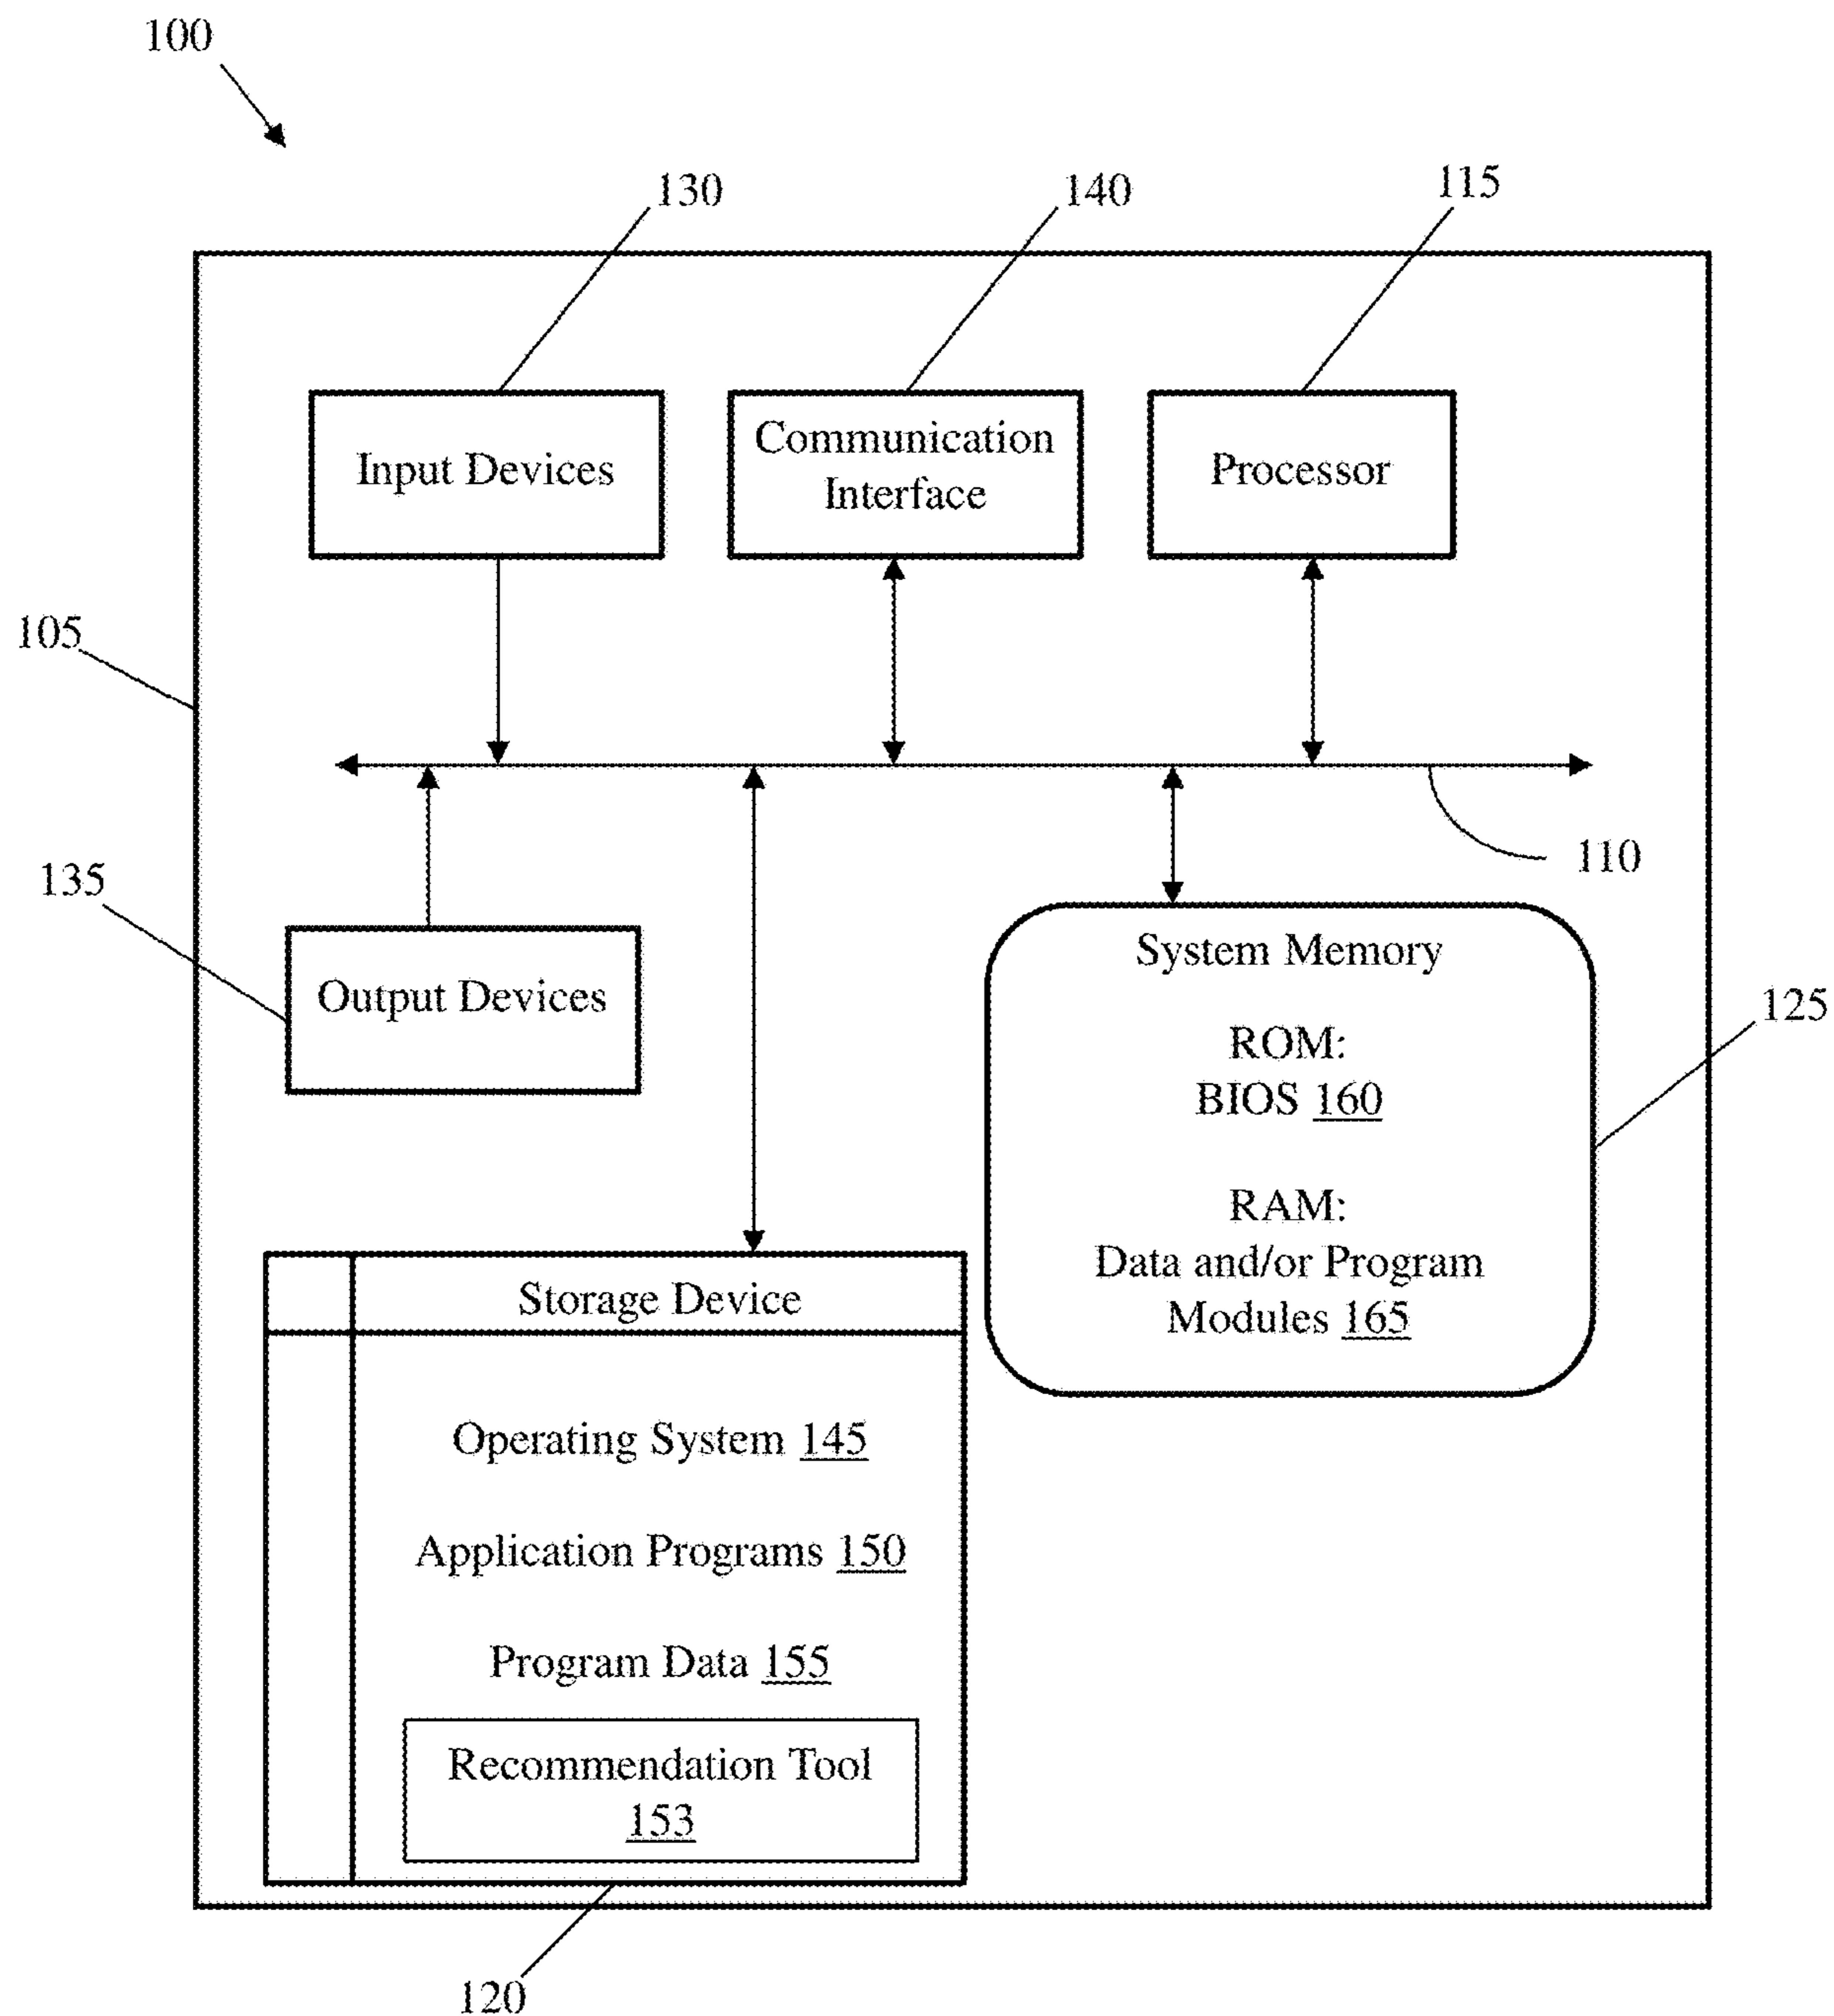 100
130
140
115
Input Devices
Communication
Interface
Processor
105
110
135
Output Devices
System Memory
ROM:
BIOS 160
RAM:
Data and/or Program
Modules 165
125
Storage Device
Operating System 145
Application Programs 150
Program Data 155
Recommendation Tool
153
120